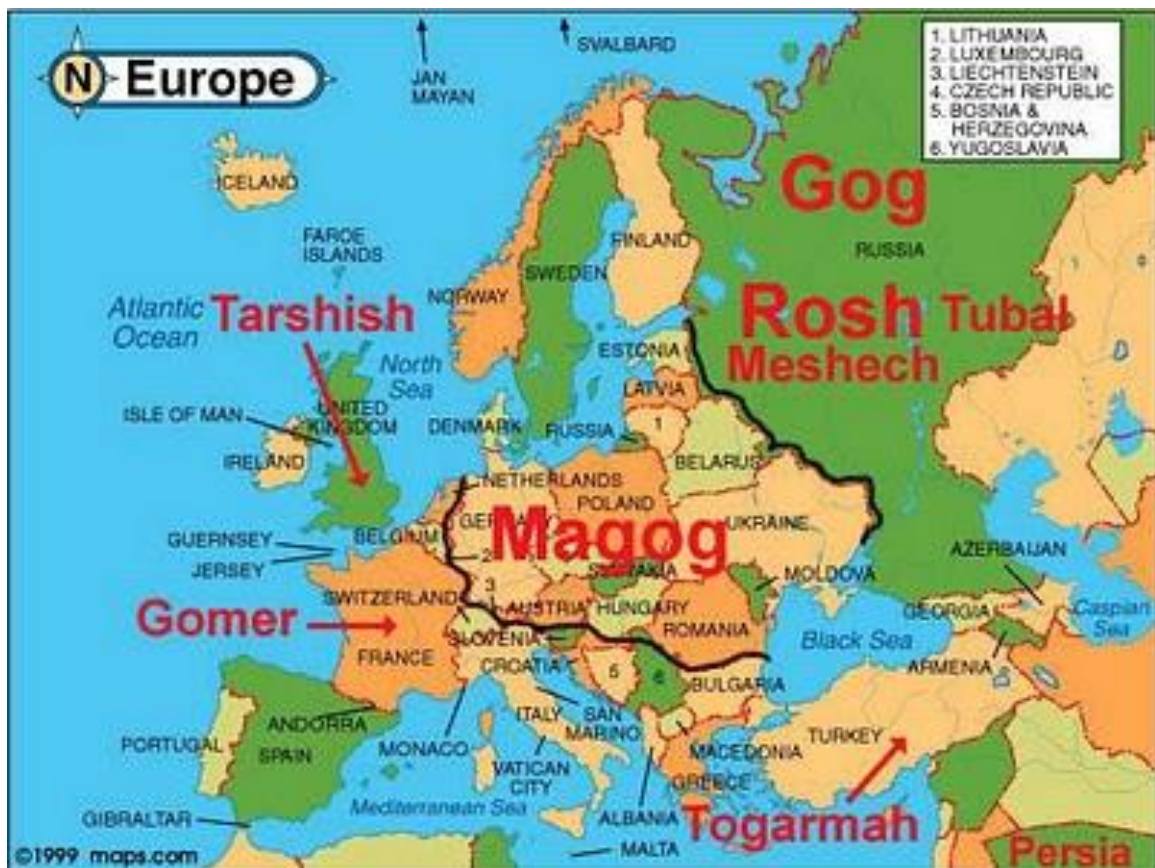 N Europe
JAN
MAYAN
SVALBARD
1. LITHUANIA
2. LUXEMBOURG
3. LIECHTENSTEIN
4. CZECH REPUBLIC
5. BOSNIA &
HERZEGOVINA
6. YUGOSLAVIA
ICELAND
Gog
FAROE
ISLANDS
FINLAND
RUSSIA
SWEDEN
NORWAY
Atlantic
Ocean
Tarshish
Rosh
Tubal
North
Sea
ESTONIA
Meshech
LATVIA
ISLE OF MAN
UNITED
KINGDOM
DENMARK
1
RUSSIA
IRELAND
BELARUS
NETHERLANDS
POLAND
GERMANY
Magog
UKRAINE
GUERNSEY
BELGIUM
JERSEY
2
SLOVAKIA
AZERBAIJAN
MOLDOVA
3
SWITZERLAND
AUSTRIA
HUNGARY
GEORGIA
Caspian
Sea
Gomer
ROMANIA
SLOVENIA
Black Sea
FRANCE
CROATIA
5
6
BULGARIA
ARMENIA
ANDORRA
ITALY
SAN
MARINO
PORTUGAL
SPAIN
MONACO
MACEDONIA
TURKEY
VATICAN
CITY
GREECE
Mediterranean Sea
ALBANIA
Togarmah
GIBRALTAR
MALTA
Persia
©1999 maps.com